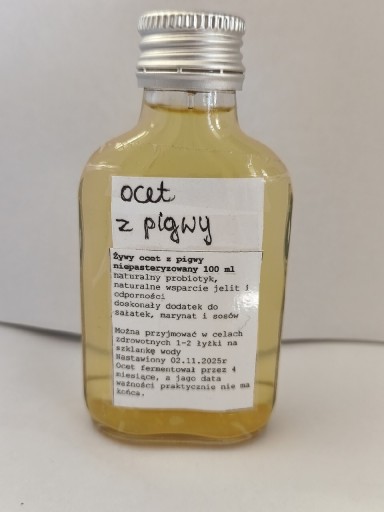 ocet
z pigwy
Żywy ocet z pigwy
niepasteryzowany 100 ml
naturalny probiotyk,
naturalne wsparcie jelit i
odporności
doskonały dodatek do
sałatek, marynat i sosów
Można przyjmować w celach
zdrowotnych 1-2 łyżki na
szklankę wody
Nastawiony 02.11.2025r
Ocet fermentował przez 4
miesiące, a jago data
ważności praktycznie nie ma
końca.